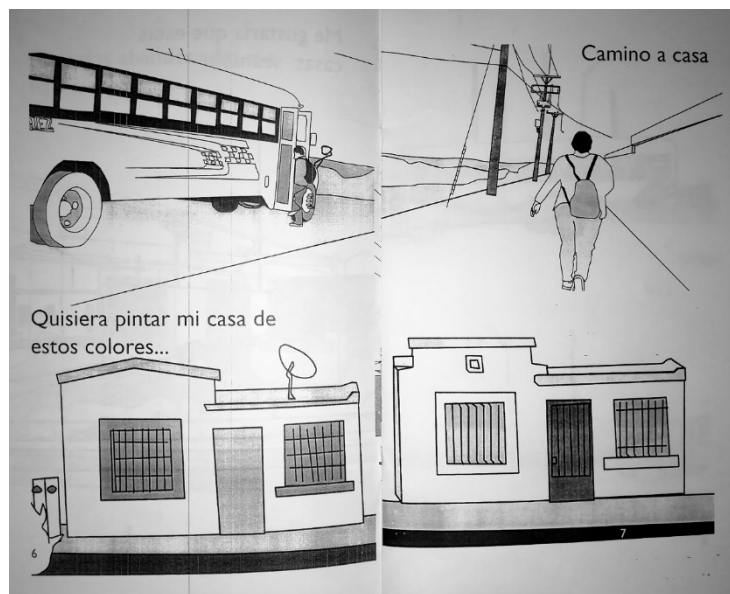 Quisiera pintar mi casa de
estos colores...
6
Camino a casa
7